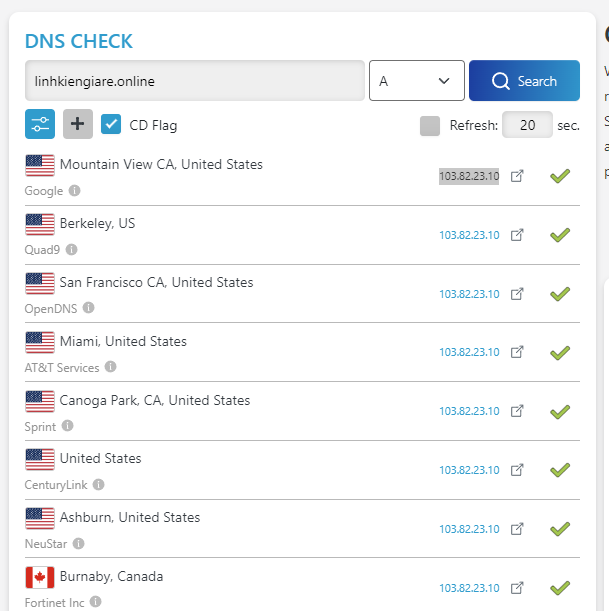 DNS CHECK
linhkiengiare.online
A
Search
CD Flag
Refresh: 20 sec.
Mountain View CA, United States
103.82.23.10
Google
Berkeley, US
103.82.23.10
Quad9
San Francisco CA, United States
103.82.23.10
OpenDNS
Miami, United States
103.82.23.10
AT&T Services
Canoga Park, CA, United States
103.82.23.10
Sprint
United States
103.82.23.10
CenturyLink
Ashburn, United States
103.82.23.10
NeuStar
Burnaby, Canada
103.82.23.10
Fortinet Inc